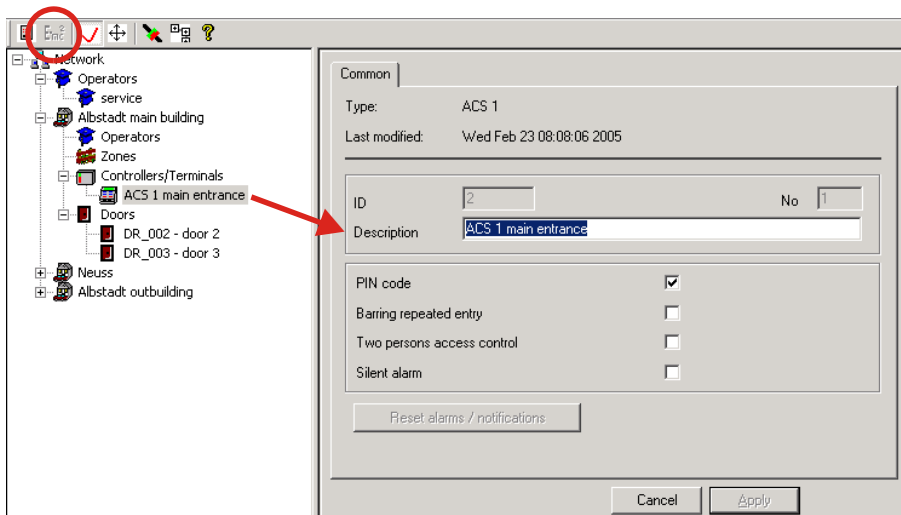 E=mc²
Network
Operators
service
Albstadt main building
Operators
Zones
Controllers/Terminals
ACS 1 main entrance
Doors
DR_002 - door 2
DR_003 - door 3
Neuss
Albstadt outbuilding
Common
Type: ACS 1
Last modified: Wed Feb 23 08:08:06 2005
ID 2 No 1
Description ACS 1 main entrance
PIN code
Barring repeated entry
Two persons access control
Silent alarm
Reset alarms / notifications
Cancel Apply